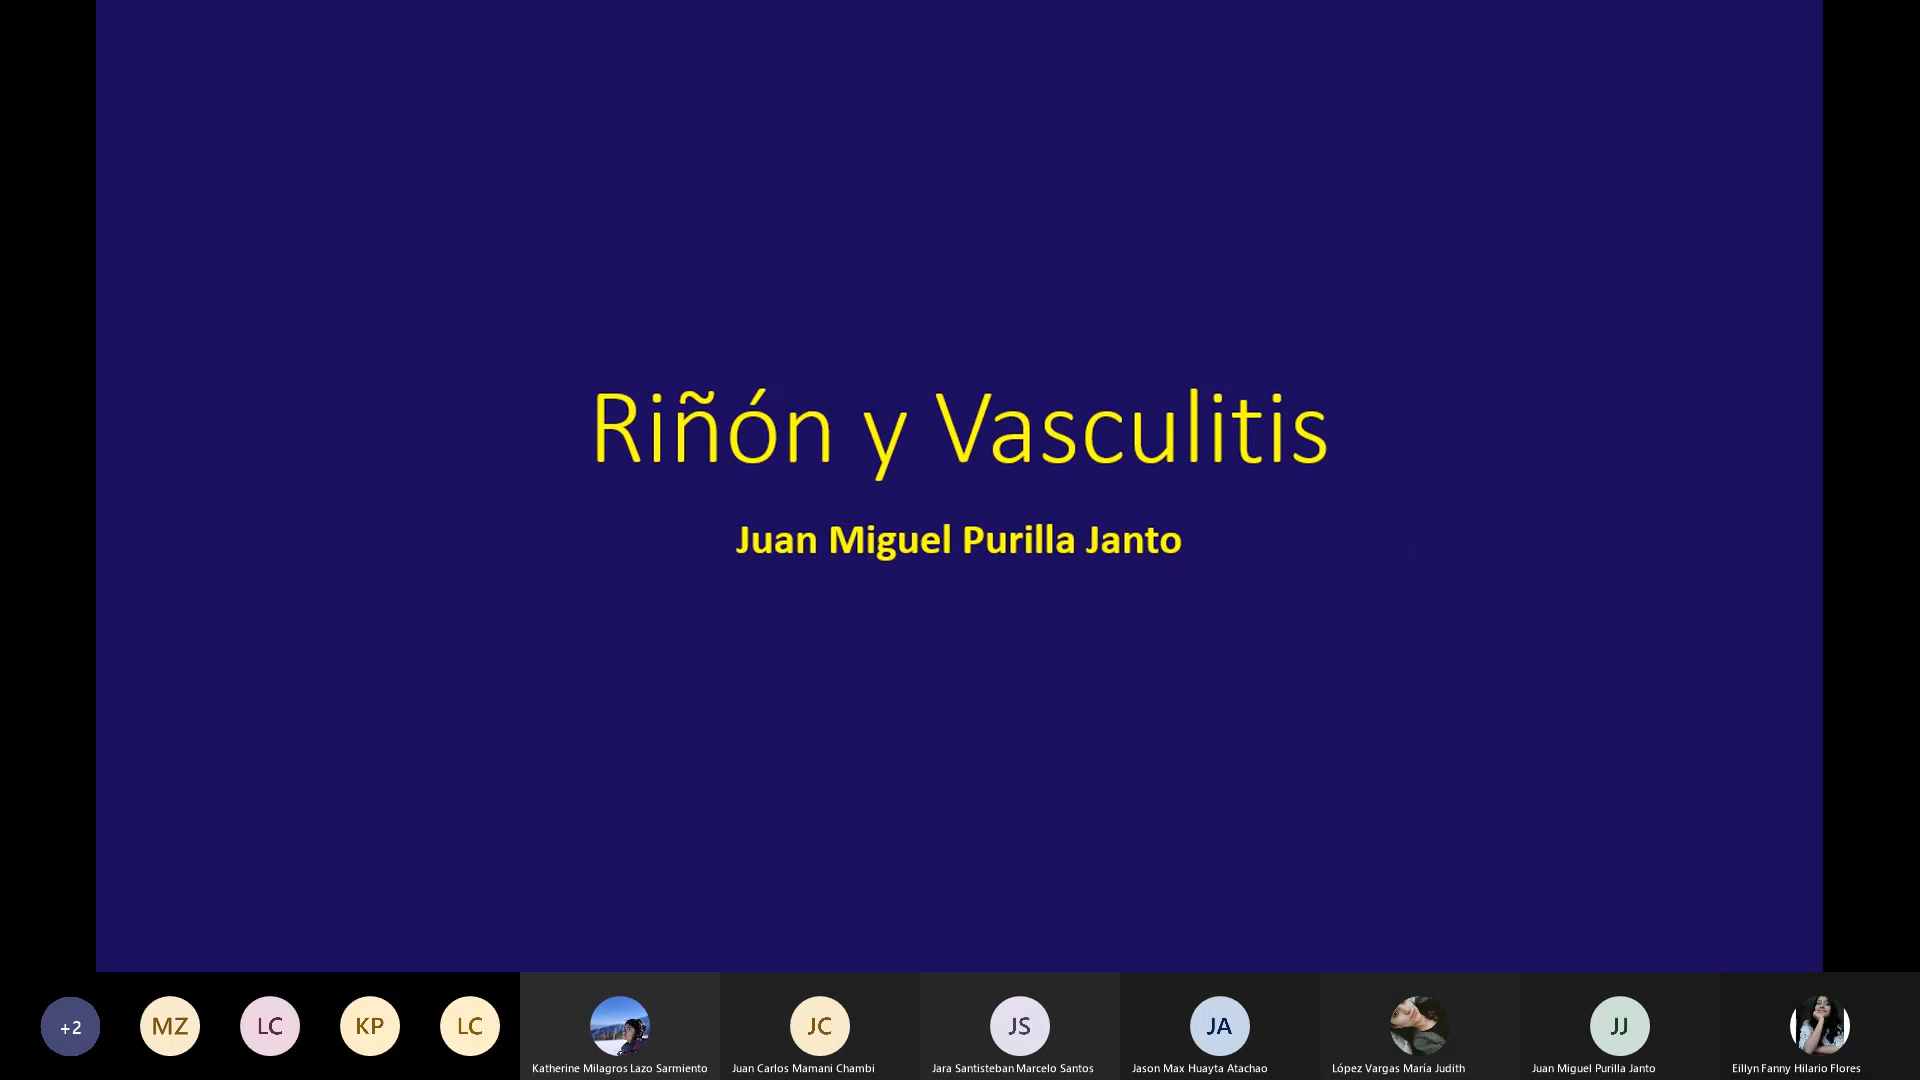 Riñón y Vasculitis
Juan Miguel Purilla Janto
+2
MZ
LC
KP
LC
Katherine Milagros Lazo Sarmiento
JC
Juan Carlos Mamani Chambi
JS
Jara Santisteban Marcelo Santos
JA
Jason Max Huayta Atachao
López Vargas María Judith
JJ
Juan Miguel Purilla Janto
Eillyn Fanny Hilario Flores